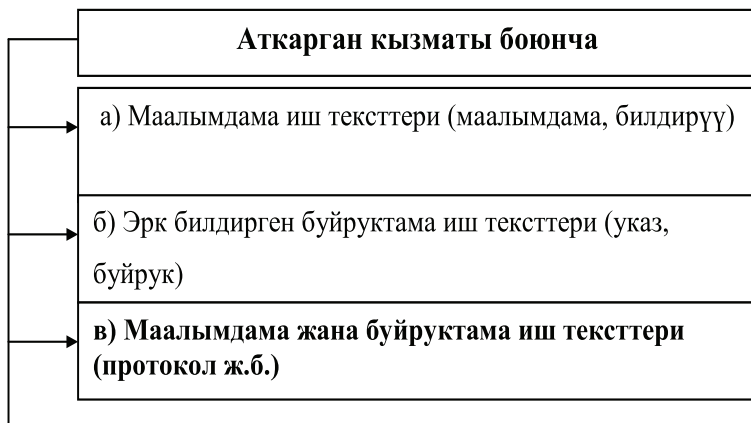 Аткарган кызматы боюнча
а) Маалымдама иш тексттери (маалымдама, билдирүү)
б) Эрк билдирген буйруктама иш тексттери (указ,
буйрук)
в) Маалымдама жана буйруктама иш тексттери
(протокол ж.б.)